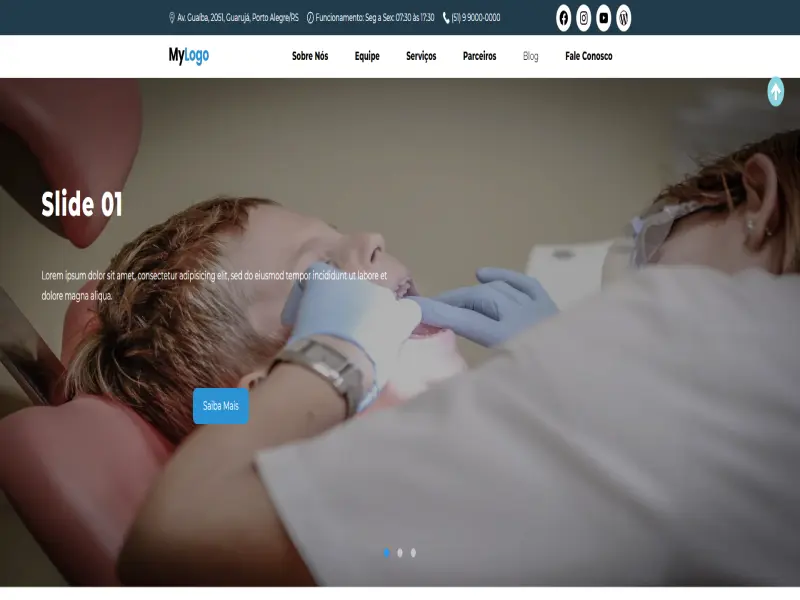 Av. Guaíba, 2051, Guarujá, Porto Alegre/RS Funcionamento: Seg a Sex: 07:30 às 17:30 (51) 9 9000-0000
MyLogo Sobre Nós Equipe Serviços Parceiros Blog Fale Conosco
Slide 01
Lorem ipsum dolor sit amet, consectetur adipisicing elit, sed do eiusmod tempor incididunt ut labore et
dolore magna aliqua.
Saiba Mais